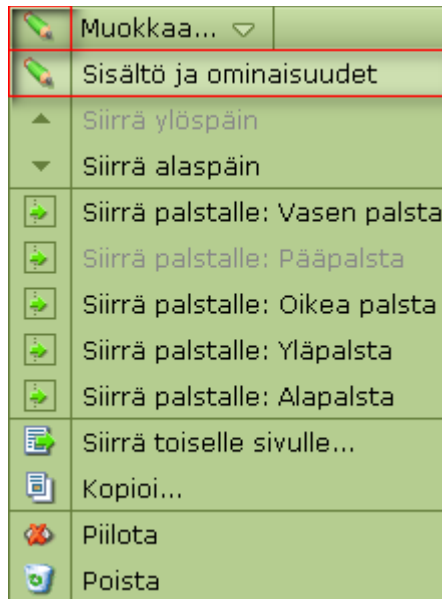 Muokkaa...
Sisältö ja ominaisuudet
Siirrä ylöspäin
Siirrä alaspäin
Siirrä palstalle: Vasen palsta
Siirrä palstalle: Pääpalsta
Siirrä palstalle: Oikea palsta
Siirrä palstalle: Yläpalsta
Siirrä palstalle: Alapalsta
Siirrä toiselle sivulle...
Kopioi...
Piilota
Poista